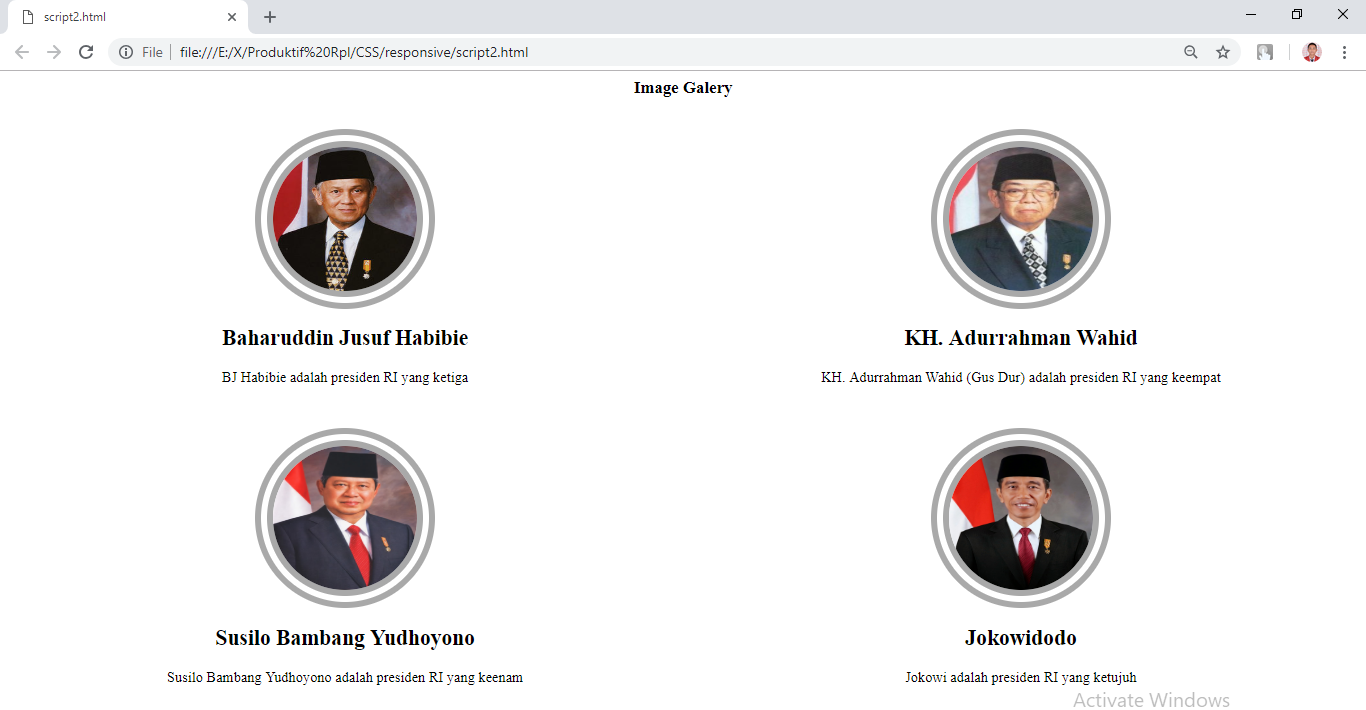 script2.html
File
file:///E:/X/Produktif%20Rpl/CSS/responsive/script2.html
Image Galery
Baharuddin Jusuf Habibie
KH. Adurrahman Wahid
BJ Habibie adalah presiden RI yang ketiga
KH. Adurrahman Wahid (Gus Dur) adalah presiden RI yang keempat
Susilo Bambang Yudhoyono
Jokowidodo
Susilo Bambang Yudhoyono adalah presiden RI yang keenam
Jokowi adalah presiden RI yang ketujuh
Activate Windows